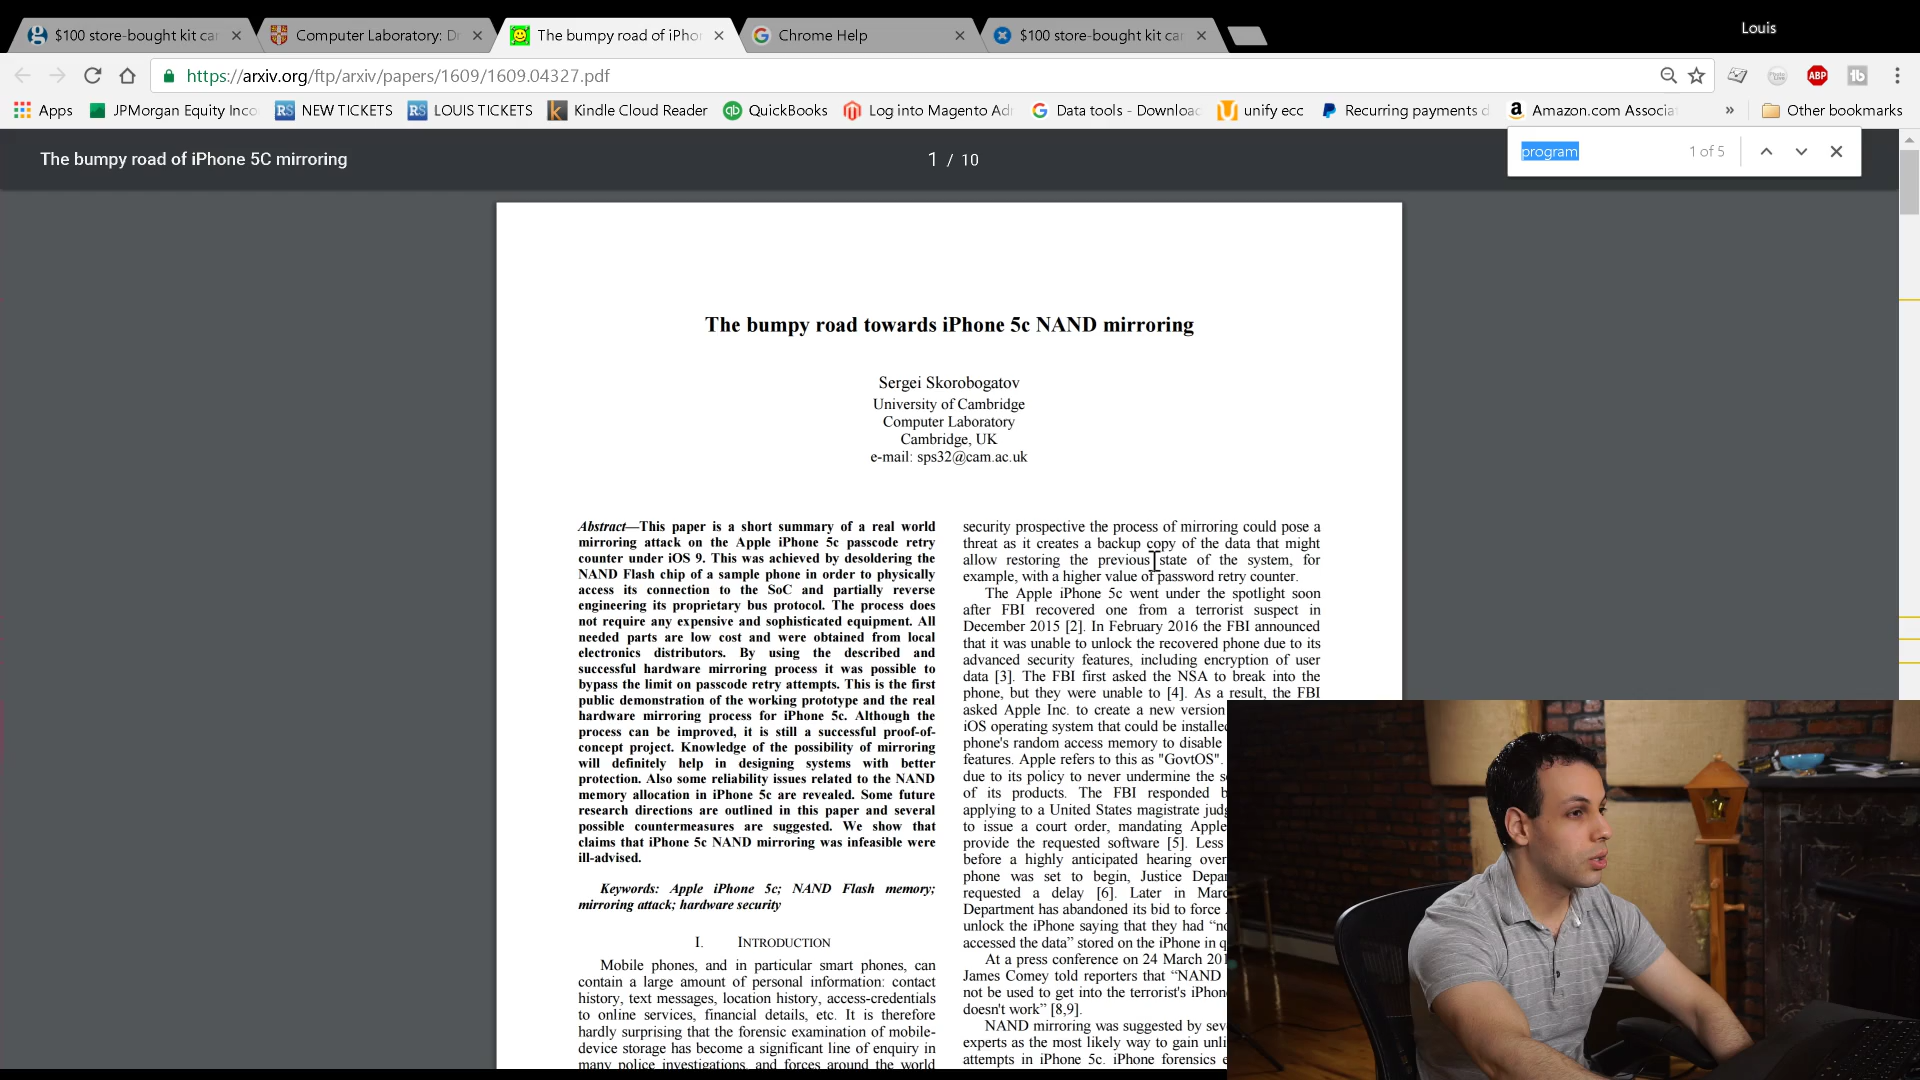 Louis
$100 store-bought kit car
Computer Laboratory: D
The bumpy road of iPhor
Chrome Help
$100 store-bought kit car
https://arxiv.org/ftp/arxiv/papers/1609/1609.04327.pdf
ABP
Apps
JPMorgan Equity Inco
RS NEW TICKETS
RS LOUIS TICKETS
Kindle Cloud Reader
qb QuickBooks
Log into Magento Ad
Data tools - Downloa
unify ecc
Recurring payments d
Amazon.com Associat
»
Other bookmarks
The bumpy road of iPhone 5C mirroring
1 / 10
program
1 of 5
The bumpy road towards iPhone 5c NAND mirroring
Sergei Skorobogatov
University of Cambridge
Computer Laboratory
Cambridge, UK
e-mail: sps32@cam.ac.uk
Abstract—This paper is a short summary of a real world
mirroring attack on the Apple iPhone 5c passcode retry
counter under iOS 9. This was achieved by desoldering the
NAND Flash chip of a sample phone in order to physically
access its connection to the SoC and partially reverse
engineering its proprietary bus protocol. The process does
not require any expensive and sophisticated equipment. All
needed parts are low cost and were obtained from local
electronics distributors. By using the described and
successful hardware mirroring process it was possible to
bypass the limit on passcode retry attempts. This is the first
public demonstration of the working prototype and the real
hardware mirroring process for iPhone 5c. Although the
process can be improved, it is still a successful proof-of-
concept project. Knowledge of the possibility of mirroring
will definitely help in designing systems with better
protection. Also some reliability issues related to the NAND
memory allocation in iPhone 5c are revealed. Some future
research directions are outlined in this paper and several
possible countermeasures are suggested. We show that
claims that iPhone 5c NAND mirroring was infeasible were
ill-advised.
Keywords: Apple iPhone 5c; NAND Flash memory;
mirroring attack; hardware security
I. INTRODUCTION
Mobile phones, and in particular smart phones, can
contain a large amount of personal information: contact
history, text messages, location history, access-credentials
to online services, financial details, etc. It is therefore
hardly surprising that the forensic examination of mobile-
device storage has become a significant line of enquiry in
many police investigations, and forces around the world
security prospective the process of mirroring could pose a
threat as it creates a backup copy of the data that might
allow restoring the previous state of the system, for
example, with a higher value of password retry counter.
The Apple iPhone 5c went under the spotlight soon
after FBI recovered one from a terrorist suspect in
December 2015 [2]. In February 2016 the FBI announced
that it was unable to unlock the recovered phone due to its
advanced security features, including encryption of user
data [3]. The FBI first asked the NSA to break into the
phone, but they were unable to [4]. As a result, the FBI
asked Apple Inc. to create a new version
iOS operating system that could be installed
phone's random access memory to disable
features. Apple refers to this as "GovtOS".
due to its policy to never undermine the s
of its products. The FBI responded b
applying to a United States magistrate judg
to issue a court order, mandating Apple
provide the requested software [5]. Less
before a highly anticipated hearing over
phone was set to begin, Justice Depar
requested a delay [6]. Later in Marc
Department has abandoned its bid to force
unlock the iPhone saying that they had "no
accessed the data" stored on the iPhone in q
At a press conference on 24 March 201
James Comey told reporters that "NAND
not be used to get into the terrorist's iPhon
doesn't work" [8,9].
NAND mirroring was suggested by seve
experts as the most likely way to gain unli
attempts in iPhone 5c. iPhone forensics e